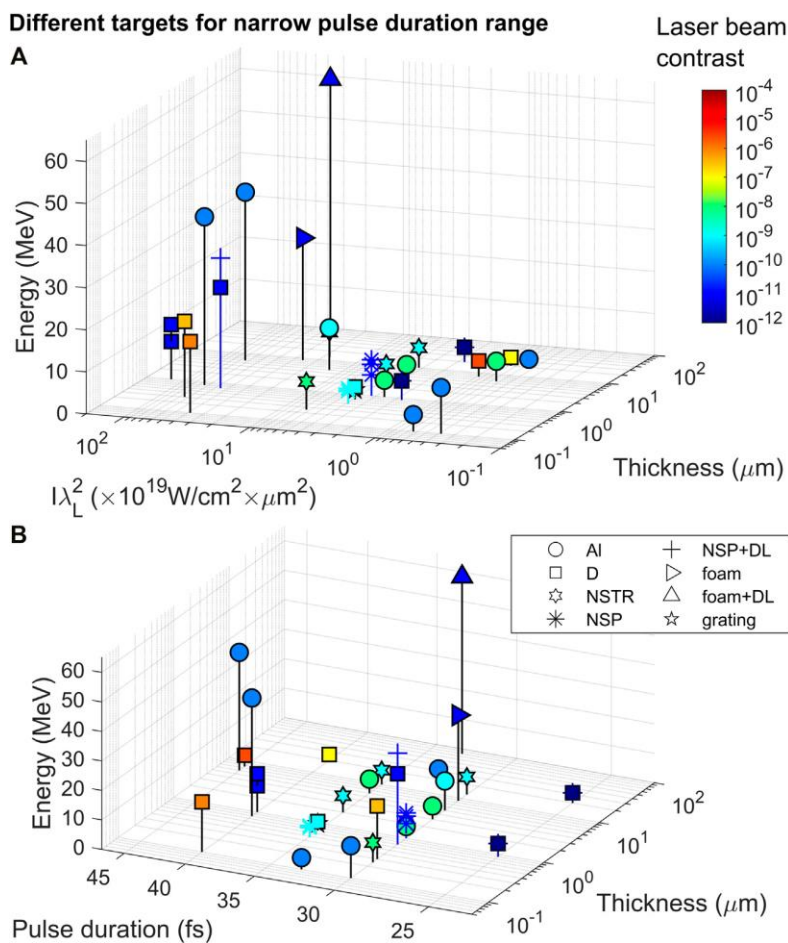 Different targets for narrow pulse duration range
Laser beam
contrast
A
10^-4
10^-5
10^-6
10^-7
10^-8
10^-9
10^-10
10^-11
10^-12
60
50
40
30
20
10
0
Energy (MeV)
10^2
10^1
10^0
10^-1
Iλ_L^2 (×10^19W/cm^2×μm^2)
10^-1
10^0
10^1
10^2
Thickness (μm)
B
Al
D
NSTR
NSP
NSP+DL
foam
foam+DL
grating
60
50
40
30
20
10
0
Energy (MeV)
45
40
35
30
25
Pulse duration (fs)
10^-1
10^0
10^1
10^2
Thickness (μm)